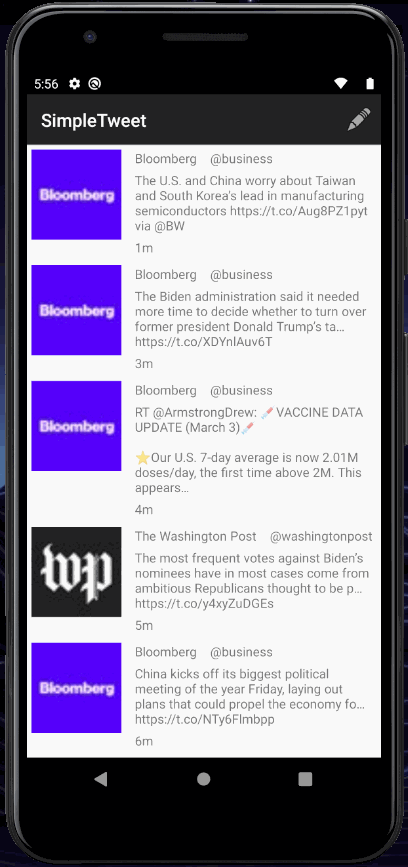 5:56
SimpleTweet
Bloomberg
Bloomberg @business
The U.S. and China worry about Taiwan
and South Korea's lead in manufacturing
semiconductors https://t.co/Aug8PZ1pyt
via @BW
1m
Bloomberg
Bloomberg @business
The Biden administration said it needed
more time to decide whether to turn over
former president Donald Trump's ta…
https://t.co/XDYnlAuv6T
3m
Bloomberg
Bloomberg @business
RT @ArmstrongDrew: 💉VACCINE DATA
UPDATE (March 3)💉
⭐Our U.S. 7-day average is now 2.01M
doses/day, the first time above 2M. This
appears…
4m
wp
The Washington Post @washingtonpost
The most frequent votes against Biden's
nominees have in most cases come from
ambitious Republicans thought to be p…
https://t.co/y4xyZuDGEs
5m
Bloomberg
Bloomberg @business
China kicks off its biggest political
meeting of the year Friday, laying out
plans that could propel the economy fo…
https://t.co/NTy6Flmbpp
6m